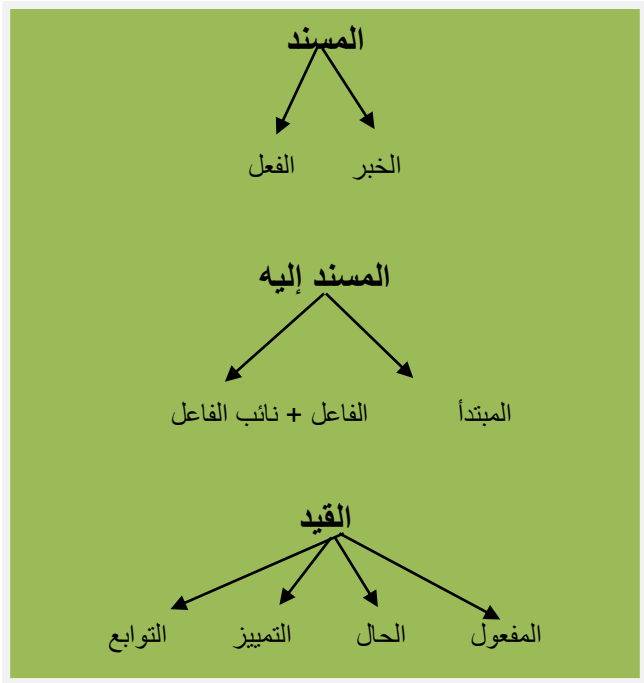 المسند
الخبر الفعل
المسند إليه
المبتدأ الفاعل + نائب الفاعل
القيد
المفعول الحال التمييز التوابع